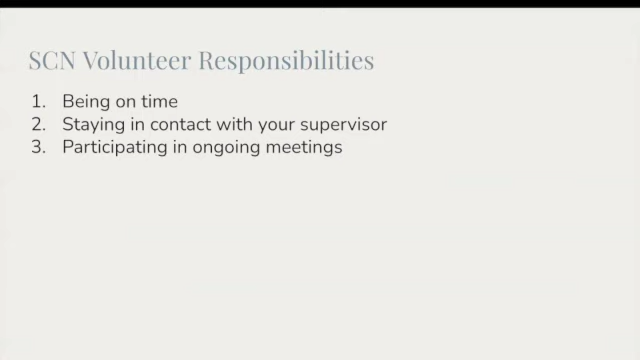 SCN Volunteer Responsibilities
1. Being on time
2. Staying in contact with your supervisor
3. Participating in ongoing meetings